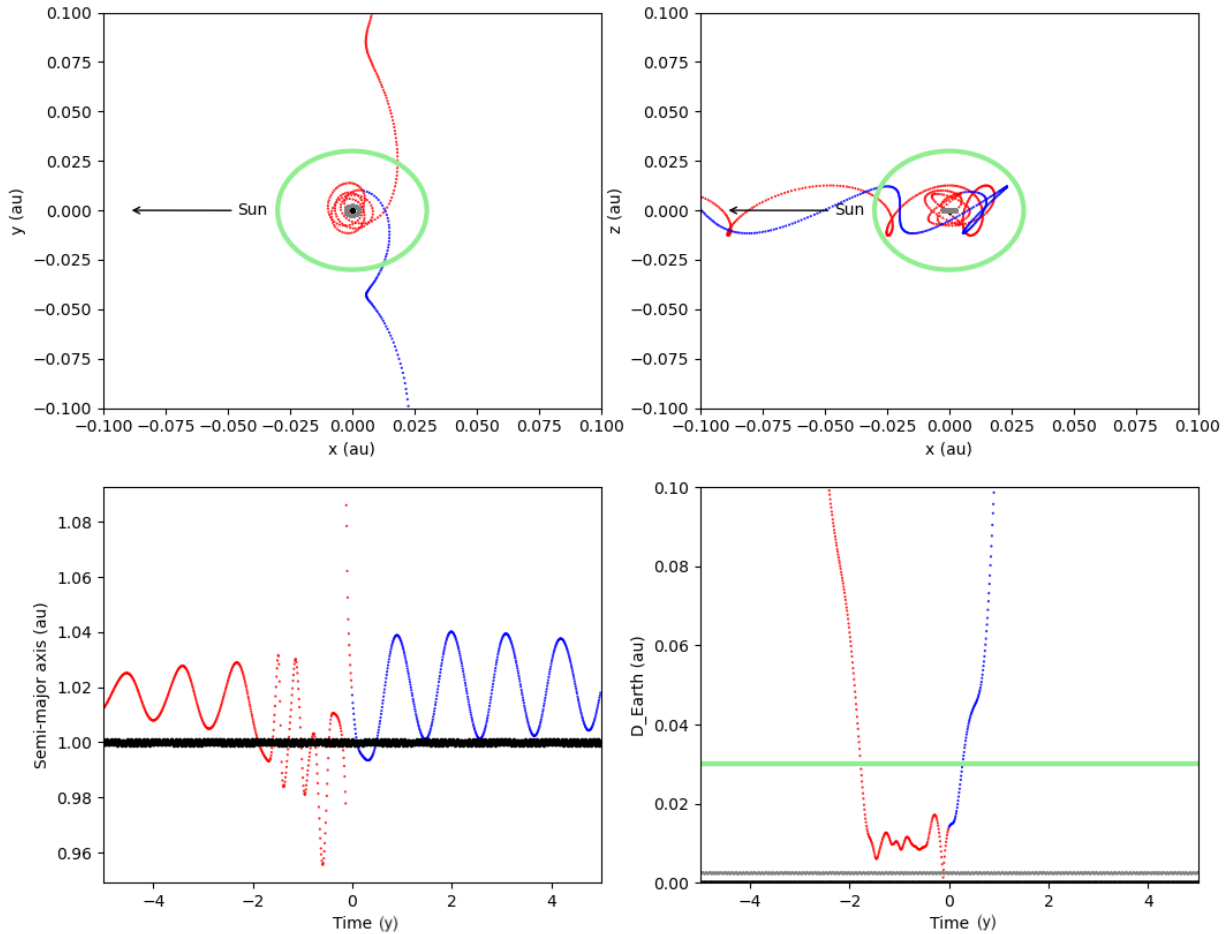 0.100
0.075
0.050
0.025
0.000
−0.025
−0.050
−0.075
−0.100
y (au)
Sun
−0.100 −0.075 −0.050 −0.025 0.000 0.025 0.050 0.075 0.100
x (au)
0.100
0.075
0.050
0.025
0.000
−0.025
−0.050
−0.075
−0.100
z (au)
Sun
−0.100 −0.075 −0.050 −0.025 0.000 0.025 0.050 0.075 0.100
x (au)
1.08
1.06
1.04
1.02
1.00
0.98
0.96
Semi-major axis (au)
−4 −2 0 2 4
Time (y)
0.10
0.08
0.06
0.04
0.02
0.00
D_Earth (au)
−4 −2 0 2 4
Time (y)